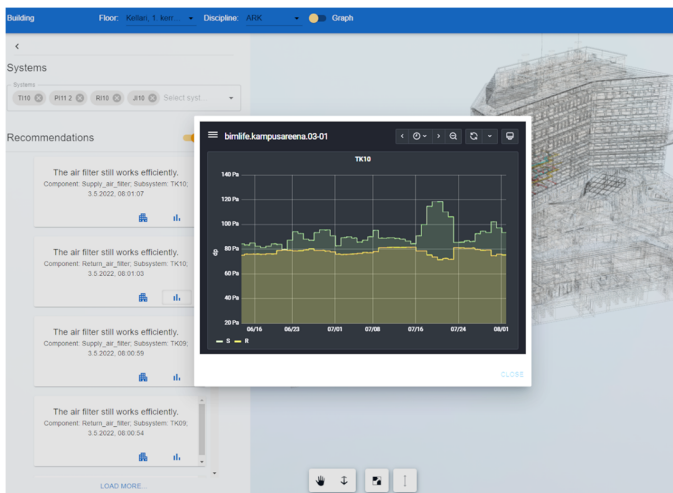 Building Floor: Kellari, 1. kerr... Discipline: ARK Graph
Systems
Systems
TI10 PI11 2 RI10 JI10 Select syst...
Recommendations
The air filter still works efficiently.
Component: Supply_air_filter, Subsystem: TK10,
3.5.2022, 08:01:07
The air filter still works efficiently.
Component: Return_air_filter, Subsystem: TK10,
3.5.2022, 08:01:03
The air filter still works efficiently.
Component: Supply_air_filter, Subsystem: TK09,
3.5.2022, 08:00:59
The air filter still works efficiently.
Component: Return_air_filter, Subsystem: TK09,
3.5.2022, 08:00:54
LOAD MORE...
bimlife.kampusareena.03-01
TK10
140 Pa
120 Pa
100 Pa
80 Pa
60 Pa
40 Pa
20 Pa
dp
06/16 06/23 07/01 07/08 07/16 07/24 08/01
S R
CLOSE